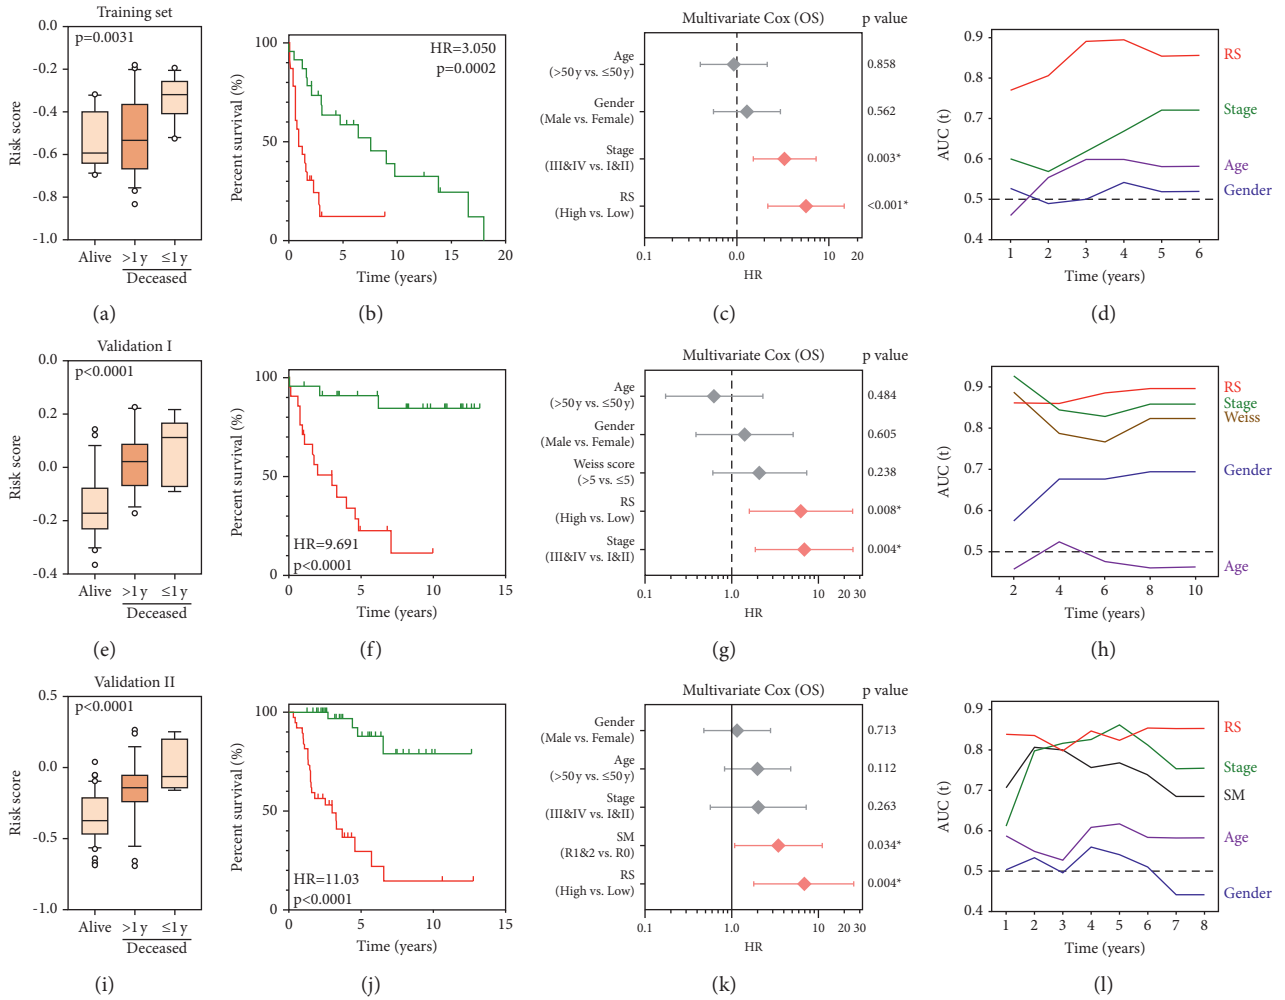 Training set
p=0.0031
Risk score
0.0
-0.2
-0.4
-0.6
-0.8
-1.0
Alive >1 y ≤1 y
Deceased
(a)
HR=3.050
p=0.0002
Percent survival (%)
100
50
0
0 5 10 15 20
Time (years)
(b)
Multivariate Cox (OS) p value
Age
(>50 y vs. ≤50 y) 0.858
Gender
(Male vs. Female) 0.562
Stage
(III&IV vs. I&II) 0.003*
RS
(High vs. Low) <0.001*
0.1 0.0 10 20
HR
(c)
AUC (t)
0.9
0.8
0.7
0.6
0.5
0.4
RS
Stage
Age
Gender
1 2 3 4 5 6
Time (years)
(d)
Validation I
p<0.0001
Risk score
0.0
0.2
0.0
-0.2
-0.4
Alive >1 y ≤1 y
Deceased
(e)
Percent survival (%)
100
50
0
HR=9.691
p<0.0001
0 5 10 15
Time (years)
(f)
Multivariate Cox (OS) p value
Age
(>50 y vs. ≤50 y) 0.484
Gender
(Male vs. Female) 0.605
Weiss score
(>5 vs. ≤5) 0.238
RS
(High vs. Low) 0.008*
Stage
(III&IV vs. I&II) 0.004*
0.1 1.0 10 20 30
HR
(g)
AUC (t)
0.9
0.7
0.5
RS
Stage
Weiss
Gender
Age
2 4 6 8 10
Time (years)
(h)
Validation II
p<0.0001
Risk score
0.5
0.0
-0.5
-1.0
Alive >1 y ≤1 y
Deceased
(i)
Percent survival (%)
100
50
0
HR=11.03
p<0.0001
0 5 10 15
Time (years)
(j)
Multivariate Cox (OS) p value
Gender
(Male vs. Female) 0.713
Age
(>50 y vs. ≤50 y) 0.112
Stage
(III&IV vs. I&II) 0.263
SM
(R1&2 vs. R0) 0.034*
RS
(High vs. Low) 0.004*
0.1 1.0 10 20 30
HR
(k)
AUC (t)
0.9
0.8
0.7
0.6
0.5
0.4
RS
Stage
SM
Age
Gender
1 2 3 4 5 6 7 8
Time (years)
(l)